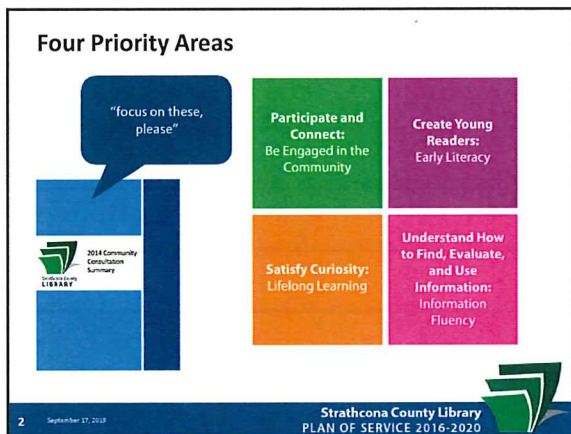 Four Priority Areas
"focus on these,
please"
2014 Community
Consultation
Summary
Strathcona County
LIBRARY
Participate and
Connect:
Be Engaged in the
Community
Create Young
Readers:
Early Literacy
Satisfy Curiosity:
Lifelong Learning
Understand How
to Find, Evaluate,
and Use
Information:
Information
Fluency
2
Strathcona County Library
PLAN OF SERVICE 2016-2020